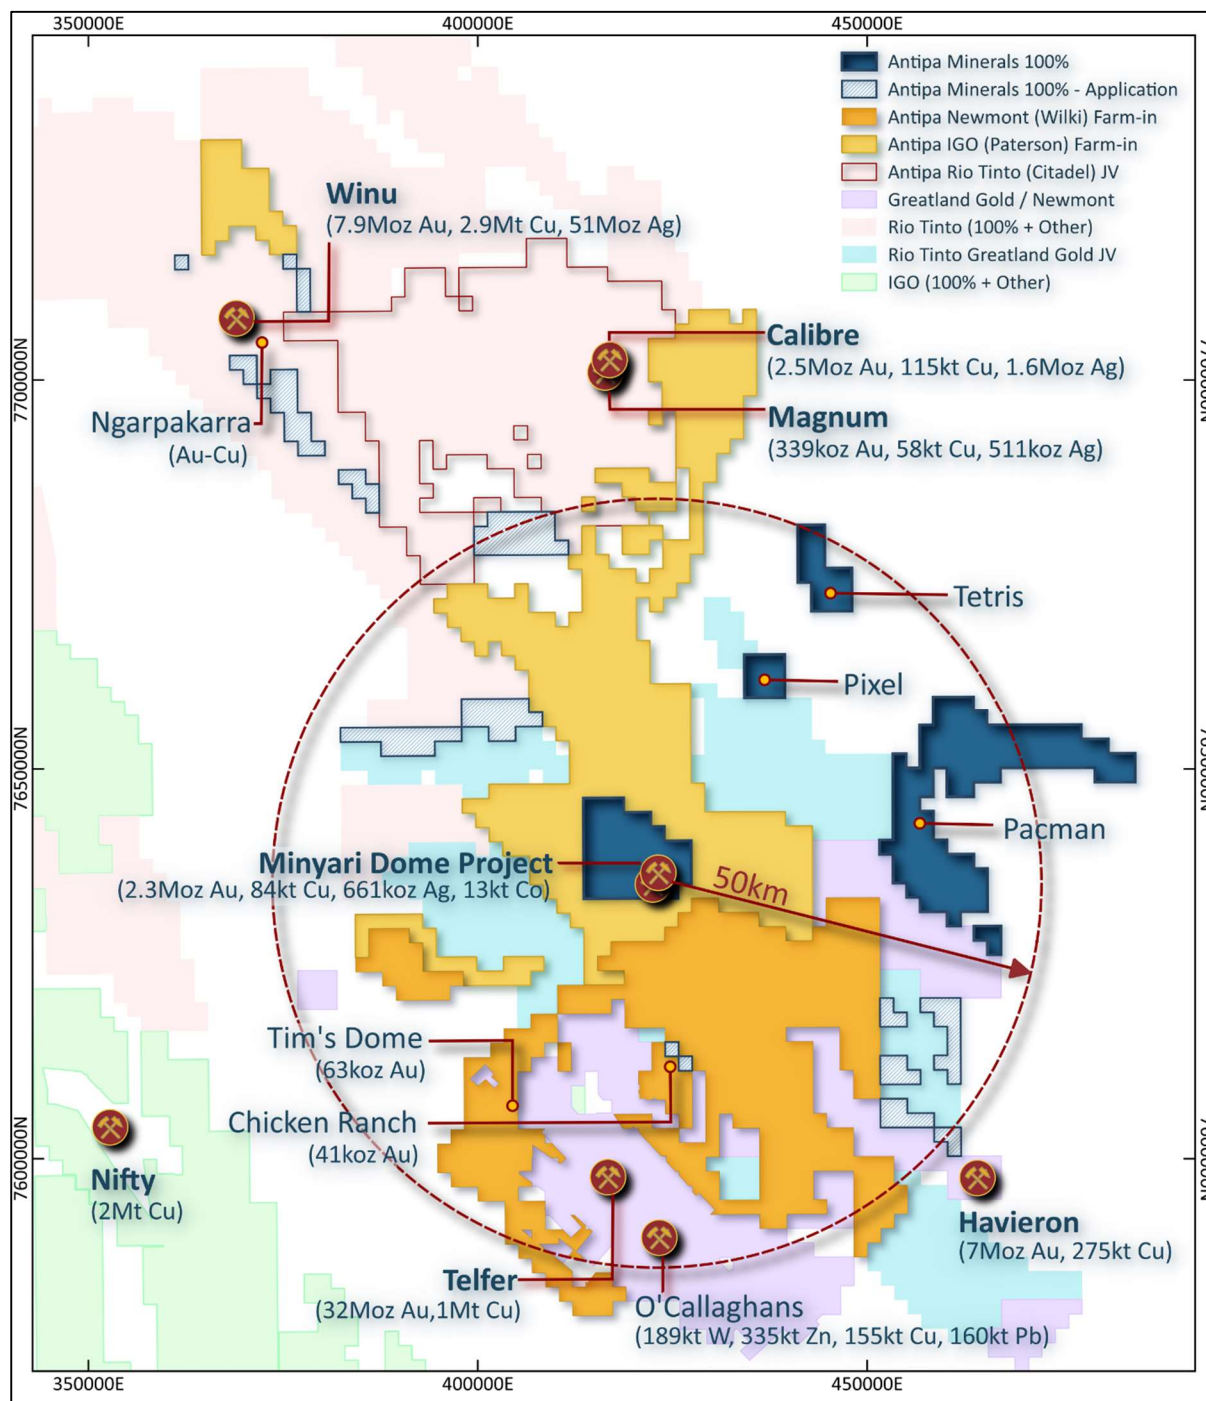 350000E
400000E
450000E
Antipa Minerals 100%
Antipa Minerals 100% - Application
Antipa Newmont (Wilki) Farm-in
Antipa IGO (Paterson) Farm-in
Antipa Rio Tinto (Citadel) JV
Greatland Gold / Newmont
Rio Tinto (100% + Other)
Rio Tinto Greatland Gold JV
IGO (100% + Other)
Winu
(7.9Moz Au, 2.9Mt Cu, 51Moz Ag)
Calibre
(2.5Moz Au, 115kt Cu, 1.6Moz Ag)
7700000N
7700000N
Magnum
(339koz Au, 58kt Cu, 511koz Ag)
Ngarpakarra
(Au-Cu)
Tetris
Pixel
7650000N
7650000N
Pacman
Minyari Dome Project
(2.3Moz Au, 84kt Cu, 661koz Ag, 13kt Co)
50km
Tim's Dome
(63koz Au)
Chicken Ranch
(41koz Au)
7600000N
7600000N
Nifty
(2Mt Cu)
Havieron
(7Moz Au, 275kt Cu)
Telfer
(32Moz Au,1Mt Cu)
O'Callaghans
(189kt W, 335kt Zn, 155kt Cu, 160kt Pb)
350000E
400000E
450000E